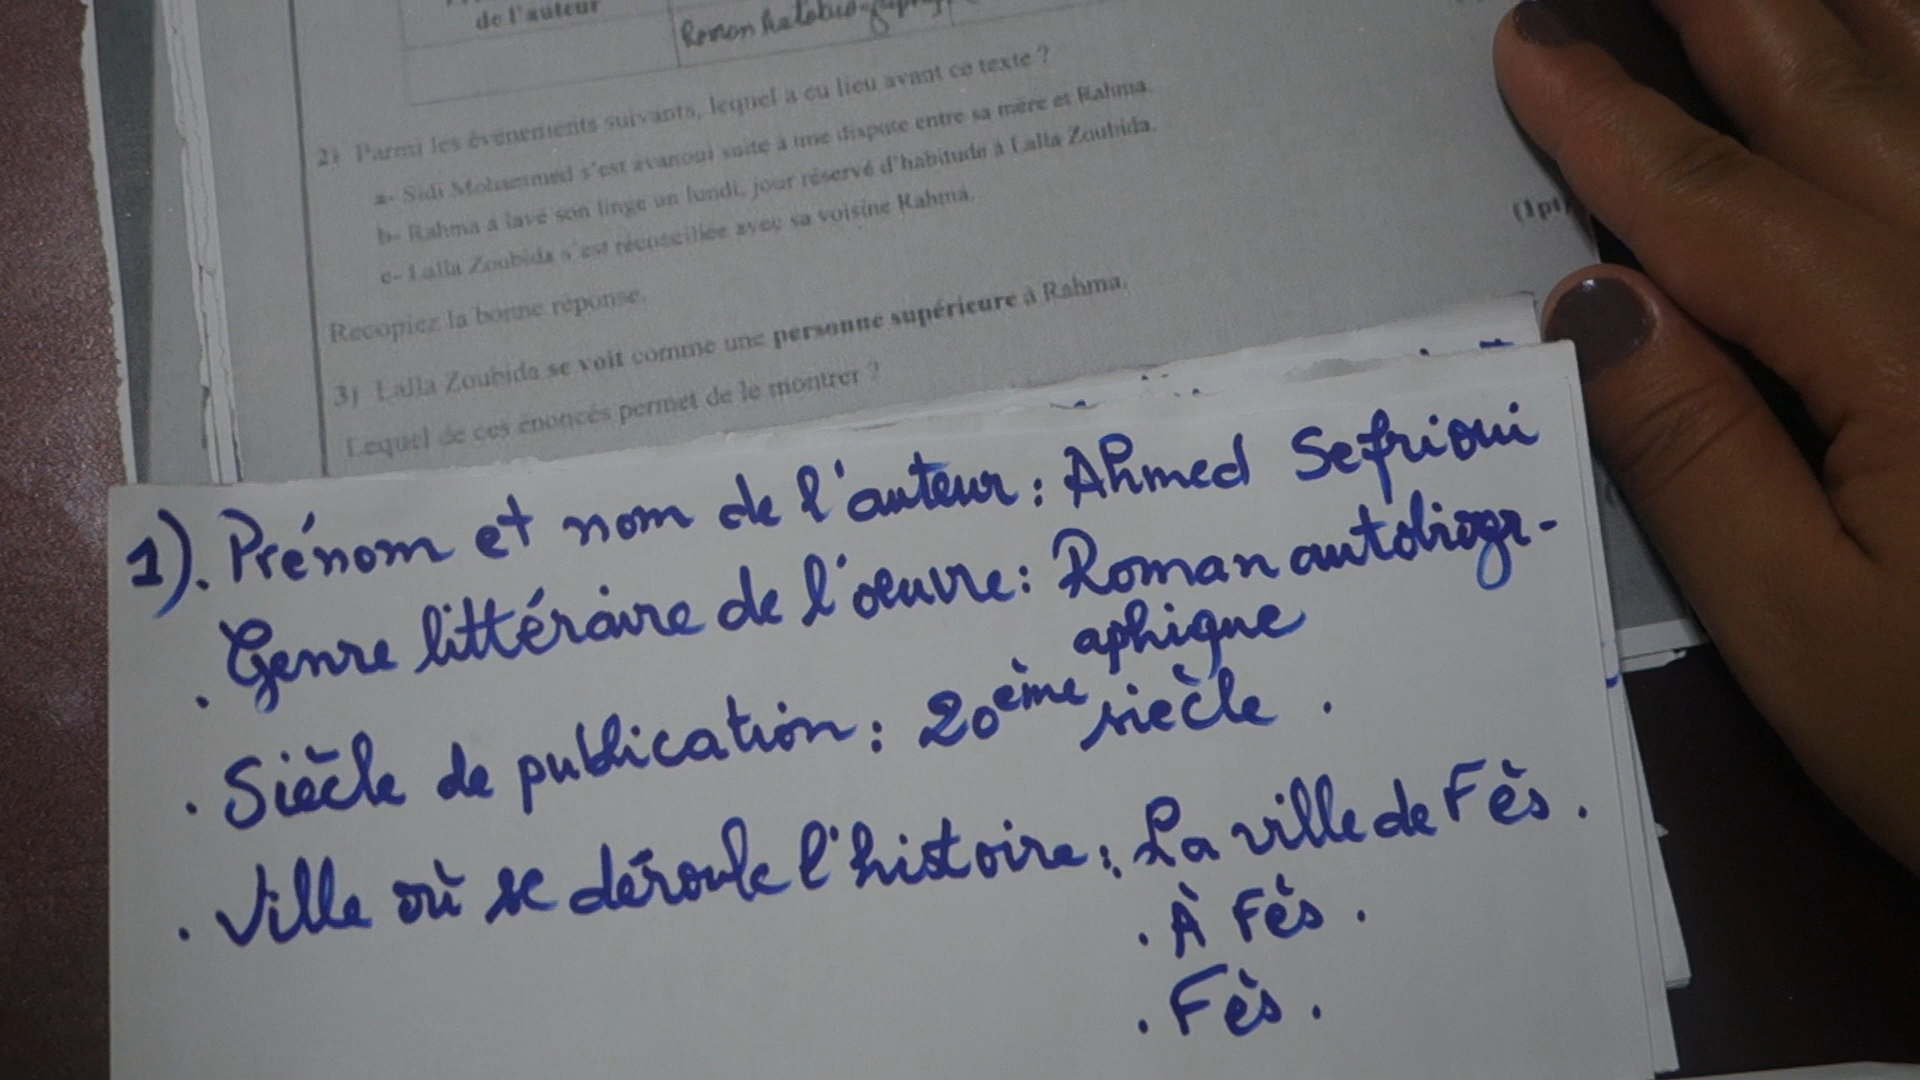 de l'auteur
Roman
2) Parmi les événements suivants, lequel a eu lieu avant ce texte ?
a- Sidi Mohammed s'est évanoui suite à une dispute entre sa mère et Rahma.
b- Rahma a lavé son linge un lundi, jour réservé d'habitude à Lalla Zoubida.
c- Lalla Zoubida s'est réconciliée avec sa voisine Rahma.
Recopiez la bonne réponse.
(1pt)
3) Lalla Zoubida se voit comme une personne supérieure à Rahma.
Lequel de ces énoncés permet de le montrer ?
1). Prénom et nom de l'auteur : Ahmed Sefrioui
. Genre littéraire de l'œuvre : Roman autobiogr-
aphique
. Siècle de publication : 20ème siècle .
. Ville où se déroule l'histoire : La ville de Fès .
. À Fès .
. Fès .